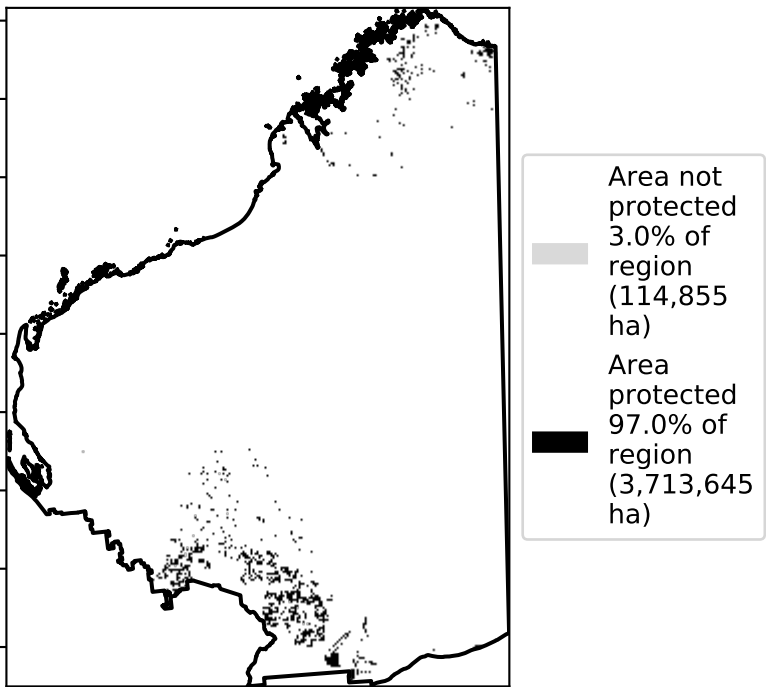 Area not
protected
3.0% of
region
(114,855
ha)
Area
protected
97.0% of
region
(3,713,645
ha)